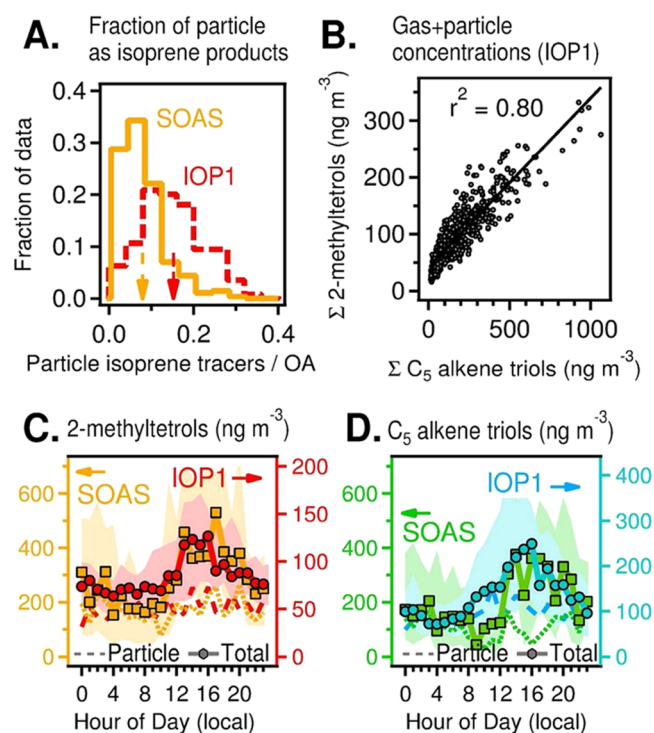 A. Fraction of particle
as isoprene products
B. Gas+particle
concentrations (IOP1)
0.4
0.3
0.2
0.1
0.0
Fraction of data
SOAS
IOP1
0.0 0.2 0.4
Particle isoprene tracers / OA
300
200
100
0
Σ 2-methyltetrols (ng m⁻³)
r² = 0.80
0 500 1000
Σ C₅ alkene triols (ng m⁻³)
C. 2-methyltetrols (ng m⁻³)
600
400
200
0
SOAS
IOP1
200
150
100
50
0
Particle Total
0 4 8 12 16 20
Hour of Day (local)
D. C₅ alkene triols (ng m⁻³)
600
400
200
0
IOP1
SOAS
400
300
200
100
0
Particle Total
0 4 8 12 16 20
Hour of Day (local)